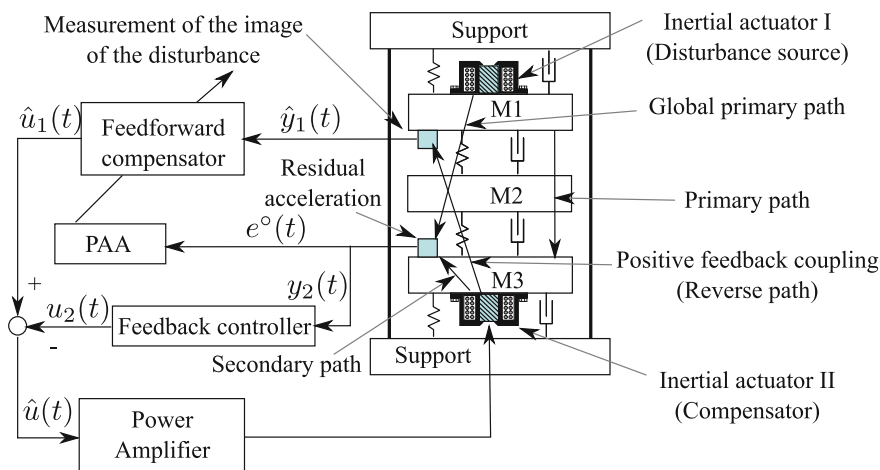 Measurement of the image
of the disturbance
Support
Inertial actuator I
(Disturbance source)
û₁(t)
Feedforward
compensator
ŷ₁(t)
M1
Global primary path
Residual
acceleration
M2
Primary path
PAA
e°(t)
M3
Positive feedback coupling
(Reverse path)
+
u₂(t)
-
Feedback controller
y₂(t)
Secondary path
Support
Inertial actuator II
(Compensator)
û(t)
Power
Amplifier